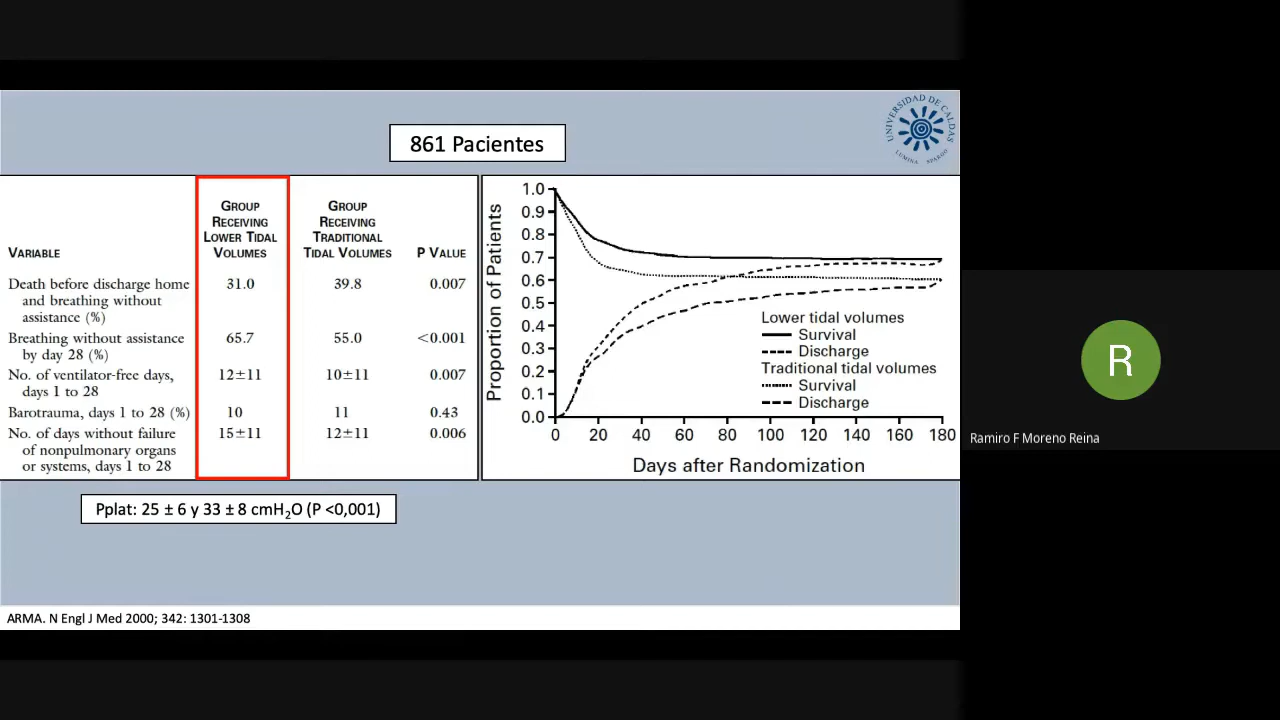 861 Pacientes
UNIVERSIDAD DE CALDAS
LUMINA SPARGO
VARIABLE
GROUP
RECEIVING
LOWER TIDAL
VOLUMES
GROUP
RECEIVING
TRADITIONAL
TIDAL VOLUMES
P VALUE
Death before discharge home
and breathing without
assistance (%)
31.0 39.8 0.007
Breathing without assistance
by day 28 (%)
65.7 55.0 <0.001
No. of ventilator-free days,
days 1 to 28
12±11 10±11 0.007
Barotrauma, days 1 to 28 (%) 10 11 0.43
No. of days without failure
of nonpulmonary organs
or systems, days 1 to 28
15±11 12±11 0.006
Proportion of Patients
1.0
0.9
0.8
0.7
0.6
0.5
0.4
0.3
0.2
0.1
0.0
Lower tidal volumes
Survival
Discharge
Traditional tidal volumes
Survival
Discharge
0 20 40 60 80 100 120 140 160 180
Days after Randomization
Pplat: 25 ± 6 y 33 ± 8 cmH₂O (P <0,001)
ARMA. N Engl J Med 2000; 342: 1301-1308
R
Ramiro F Moreno Reina